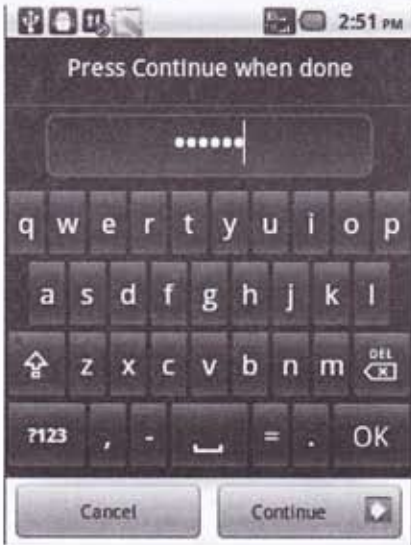 2:51 PM
Press Continue when done
••••••
q w e r t y u i o p
a s d f g h j k l
z x c v b n m DEL
?123 , - = . OK
Cancel Continue